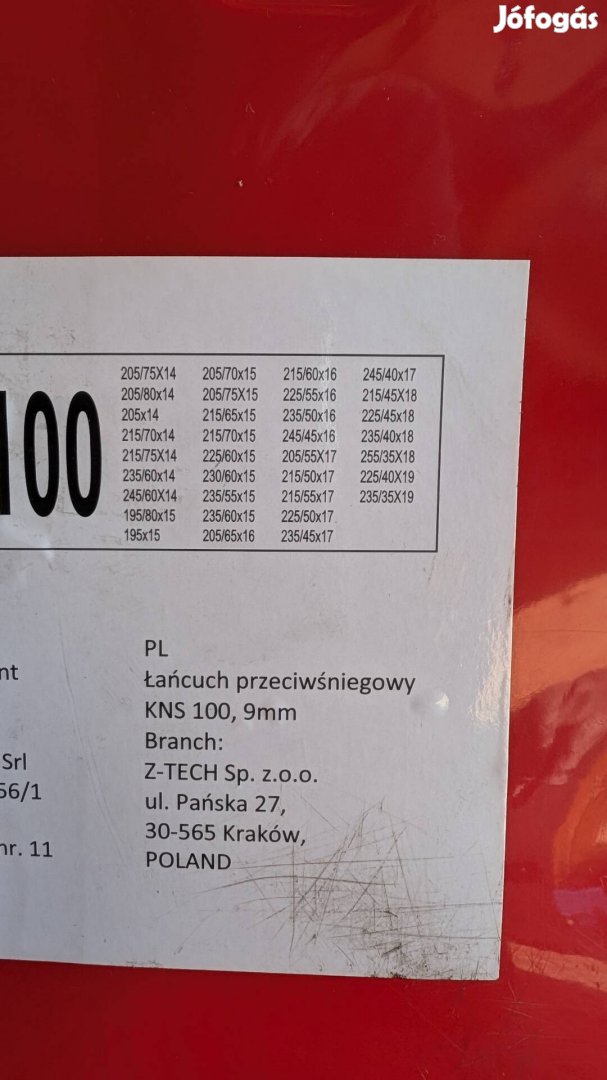 Jófogás
100
205/75X14 205/70x15 215/60x16 245/40x17
205/80x14 205/75X15 225/55x16 215/45X18
205x14 215/65x15 235/50x16 225/45x18
215/70x14 215/70x15 245/45x16 235/40x18
215/75X14 225/60x15 205/55X17 255/35X18
235/60x14 230/60x15 215/50x17 225/40X19
245/60X14 235/55x15 215/55x17 235/35X19
195/80x15 235/60x15 225/50x17
195x15 205/65x16 235/45x17
nt
Srl
56/1
nr. 11
PL
Łańcuch przeciwśniegowy
KNS 100, 9mm
Branch:
Z-TECH Sp. z.o.o.
ul. Pańska 27,
30-565 Kraków,
POLAND